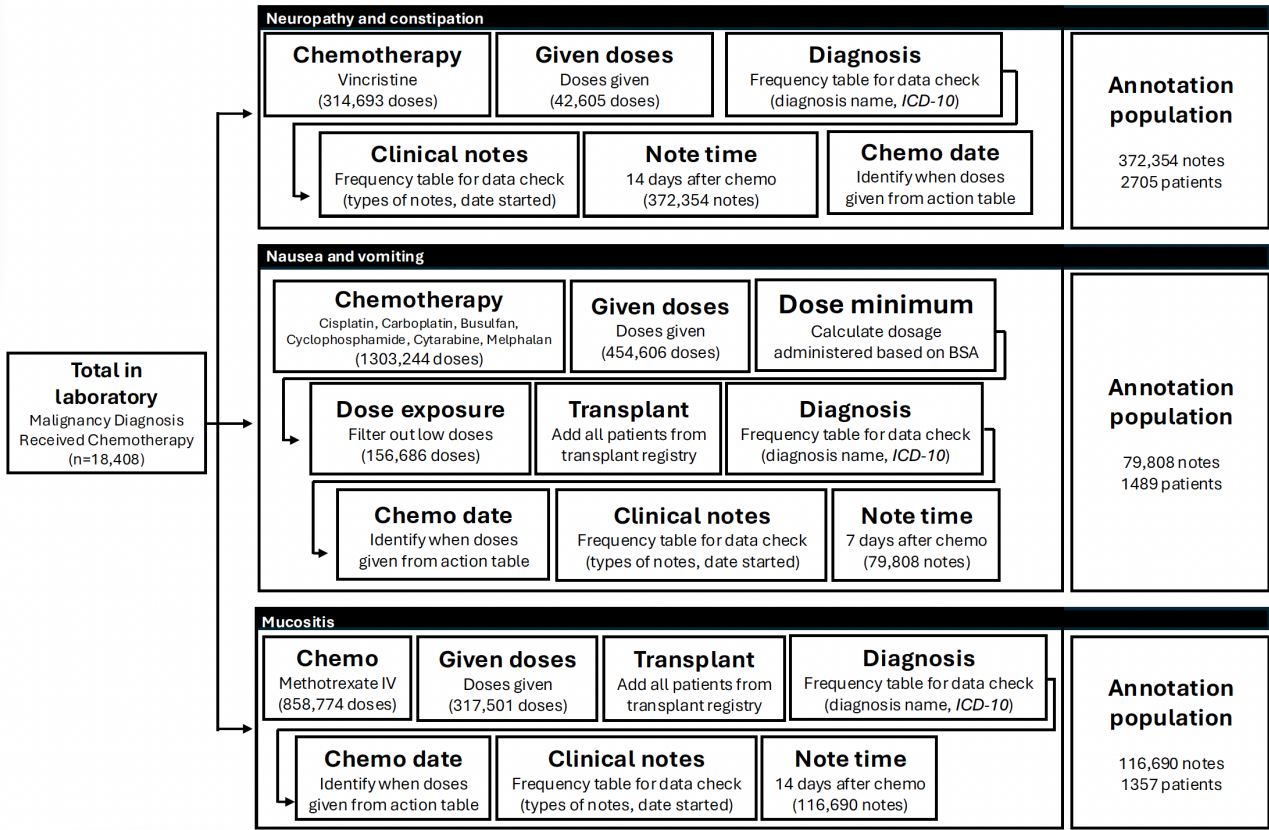 Total in
laboratory
Malignancy Diagnosis
Received Chemotherapy
(n=18,408)
Neuropathy and constipation
Chemotherapy
Vincristine
(314,693 doses)
Given doses
Doses given
(42,605 doses)
Diagnosis
Frequency table for data check
(diagnosis name, ICD-10)
Clinical notes
Frequency table for data check
(types of notes, date started)
Note time
14 days after chemo
(372,354 notes)
Chemo date
Identify when doses
given from action table
Annotation
population
372,354 notes
2705 patients
Nausea and vomiting
Chemotherapy
Cisplatin, Carboplatin, Busulfan,
Cyclophosphamide, Cytarabine, Melphalan
(1303,244 doses)
Given doses
Doses given
(454,606 doses)
Dose minimum
Calculate dosage
administered based on BSA
Dose exposure
Filter out low doses
(156,686 doses)
Transplant
Add all patients from
transplant registry
Diagnosis
Frequency table for data check
(diagnosis name, ICD-10)
Chemo date
Identify when doses
given from action table
Clinical notes
Frequency table for data check
(types of notes, date started)
Note time
7 days after chemo
(79,808 notes)
Annotation
population
79,808 notes
1489 patients
Mucositis
Chemo
Methotrexate IV
(858,774 doses)
Given doses
Doses given
(317,501 doses)
Transplant
Add all patients from
transplant registry
Diagnosis
Frequency table for data check
(diagnosis name, ICD-10)
Chemo date
Identify when doses
given from action table
Clinical notes
Frequency table for data check
(types of notes, date started)
Note time
14 days after chemo
(116,690 notes)
Annotation
population
116,690 notes
1357 patients